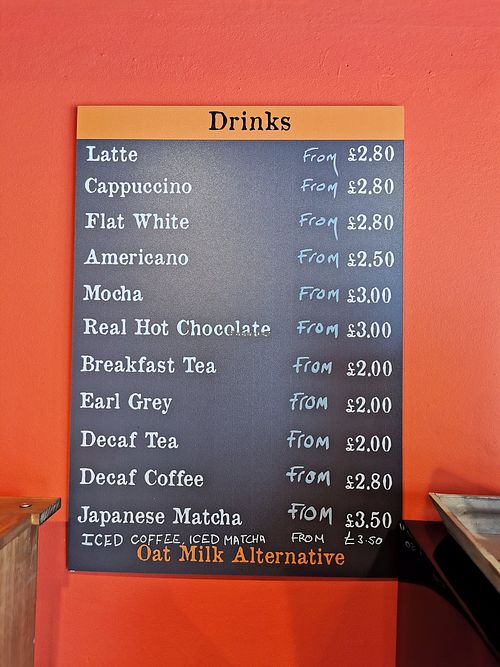 Drinks
Latte From £2.80
Cappuccino From £2.80
Flat White From £2.80
Americano From £2.50
Mocha From £3.00
Real Hot Chocolate From £3.00
Breakfast Tea From £2.00
Earl Grey From £2.00
Decaf Tea From £2.00
Decaf Coffee From £2.80
Japanese Matcha From £3.50
ICED COFFEE, ICED MATCHA FROM £3.50
Oat Milk Alternative